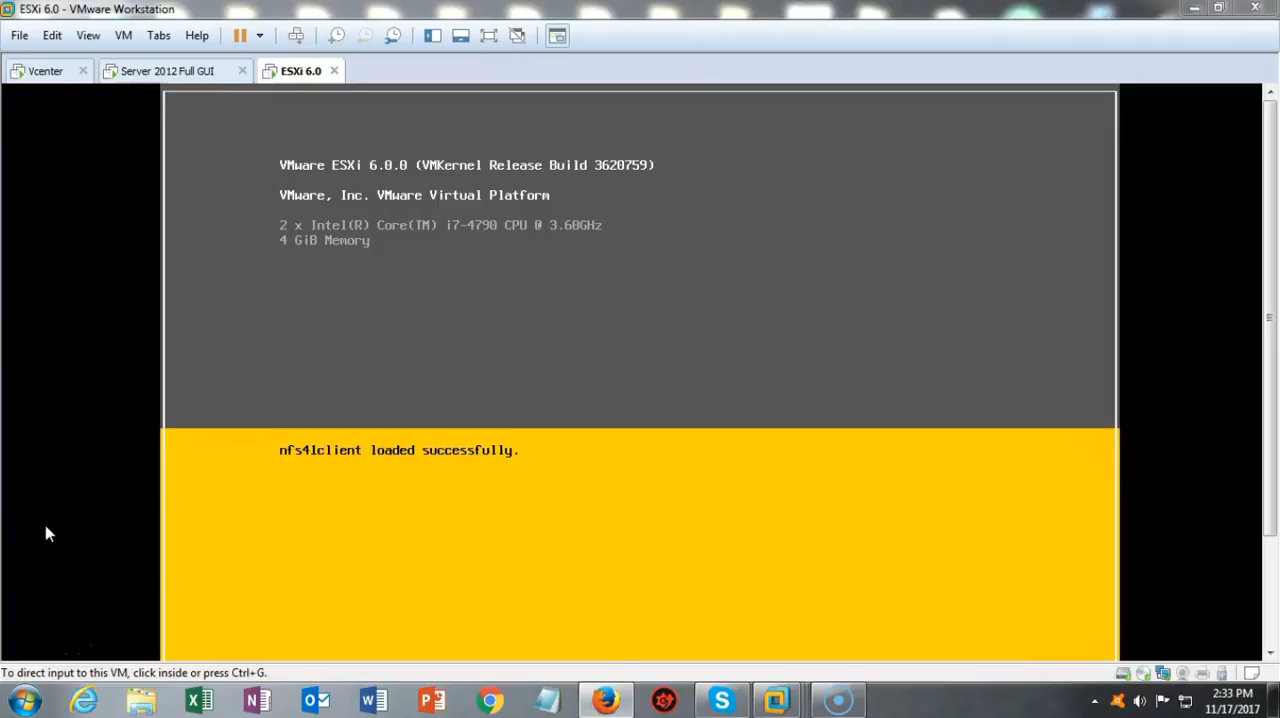 ESXi 6.0 - VMware Workstation
File Edit View VM Tabs Help
Vcenter Server 2012 Full GUI ESXi 6.0
VMware ESXi 6.0.0 (VMKernel Release Build 3620759)
VMware, Inc. VMware Virtual Platform
2 x Intel(R) Core(TM) i7-4790 CPU @ 3.60GHz
4 GiB Memory
nfs41client loaded successfully.
To direct input to this VM, click inside or press Ctrl+G.
2:33 PM
11/17/2017